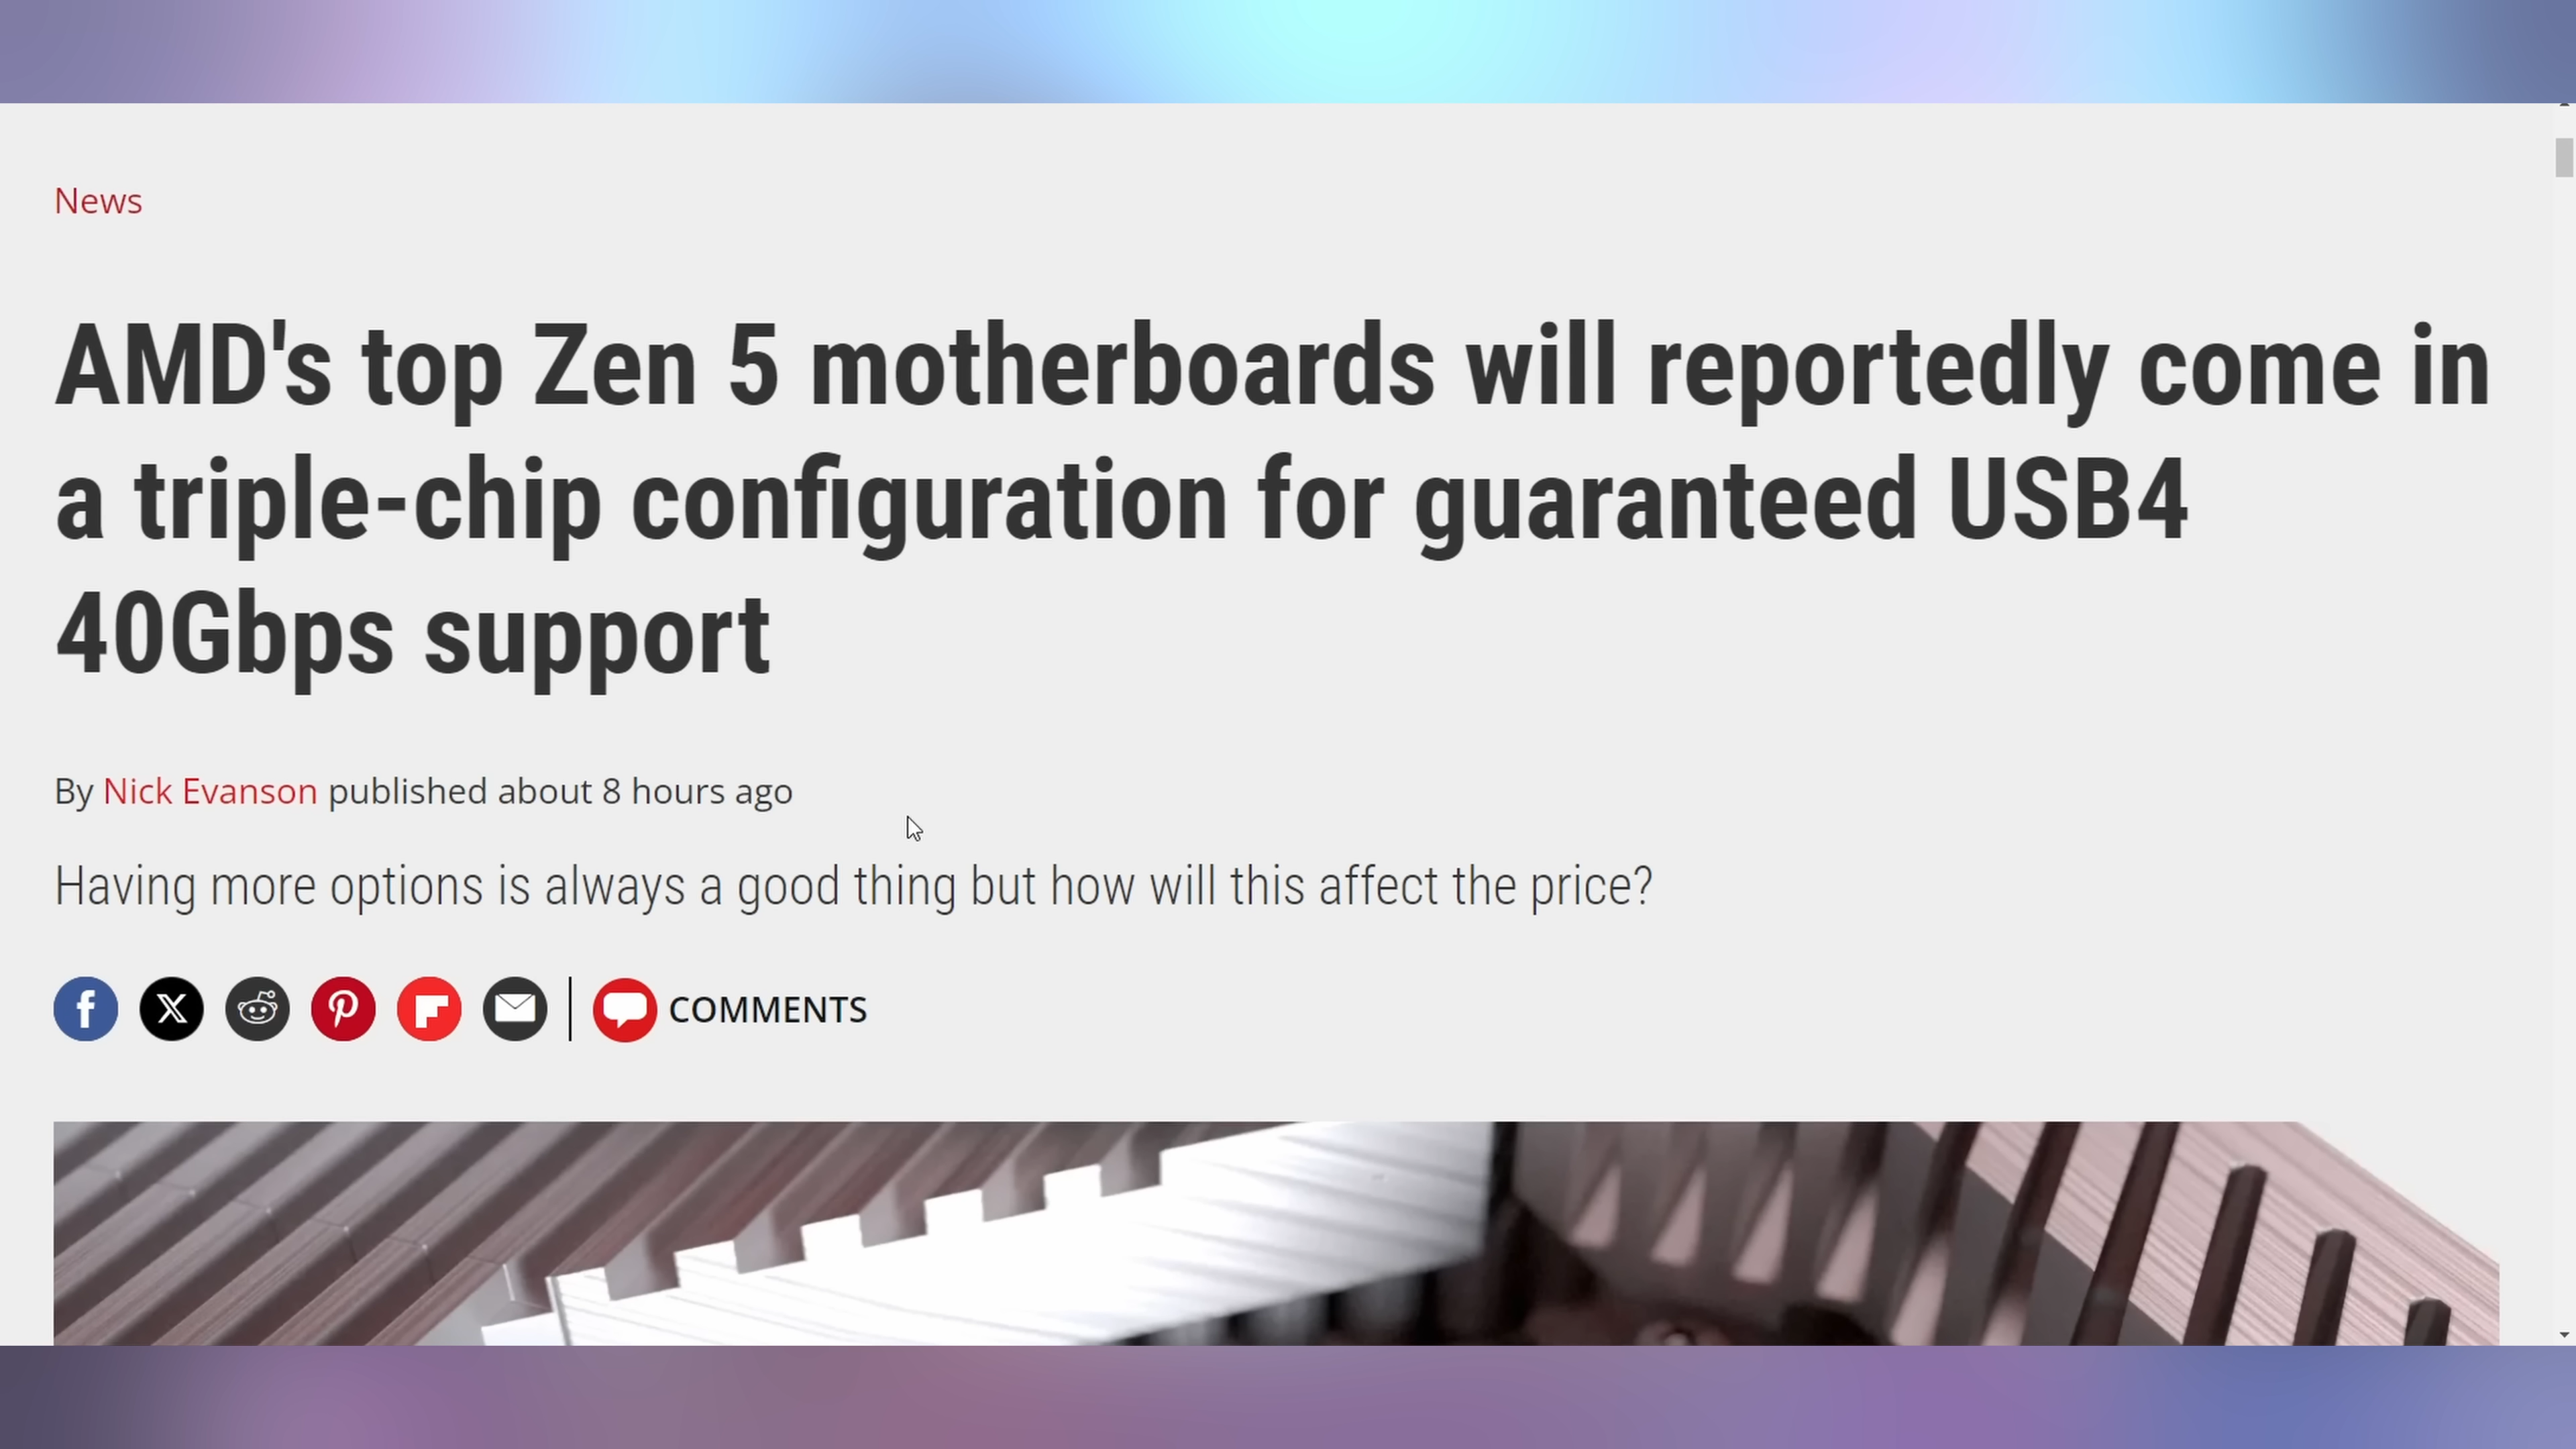 News
AMD's top Zen 5 motherboards will reportedly come in
a triple-chip configuration for guaranteed USB4
40Gbps support
By Nick Evanson published about 8 hours ago
Having more options is always a good thing but how will this affect the price?
COMMENTS